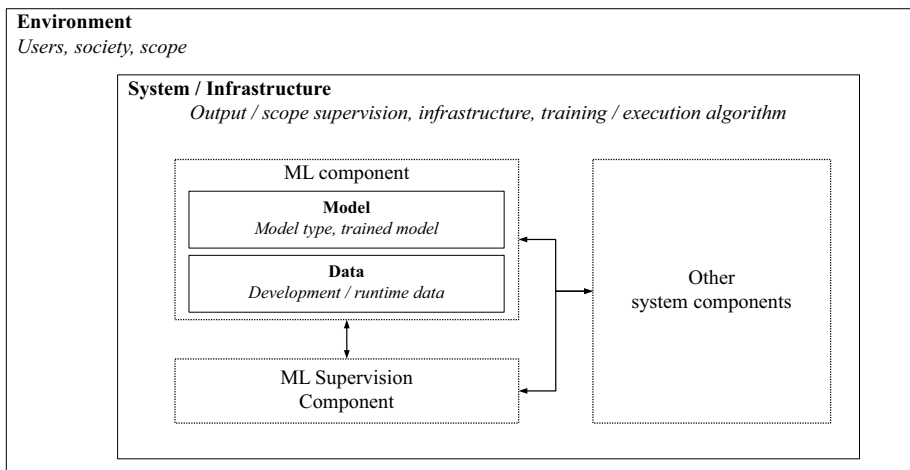 Environment
Users, society, scope
System / Infrastructure
Output / scope supervision, infrastructure, training / execution algorithm
ML component
Model
Model type, trained model
Data
Development / runtime data
ML Supervision
Component
Other
system components